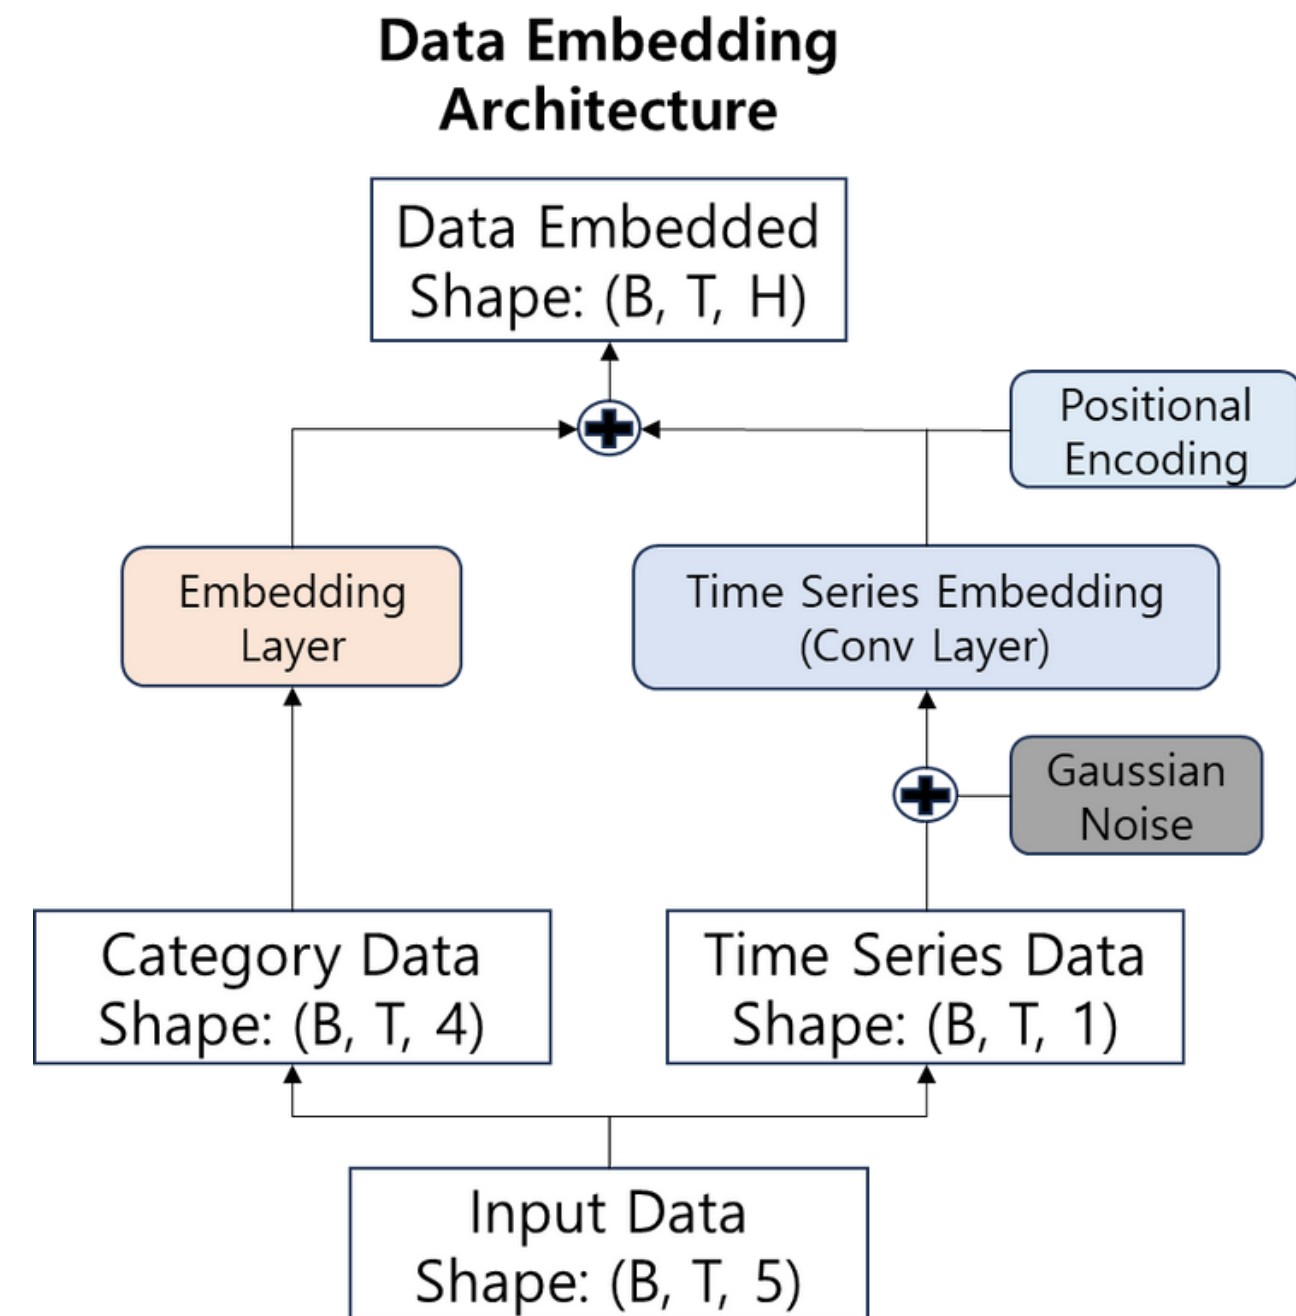 Data Embedding
Architecture
Data Embedded
Shape: (B, T, H)
Positional
Encoding
Embedding
Layer
Time Series Embedding
(Conv Layer)
Gaussian
Noise
Category Data
Shape: (B, T, 4)
Time Series Data
Shape: (B, T, 1)
Input Data
Shape: (B, T, 5)